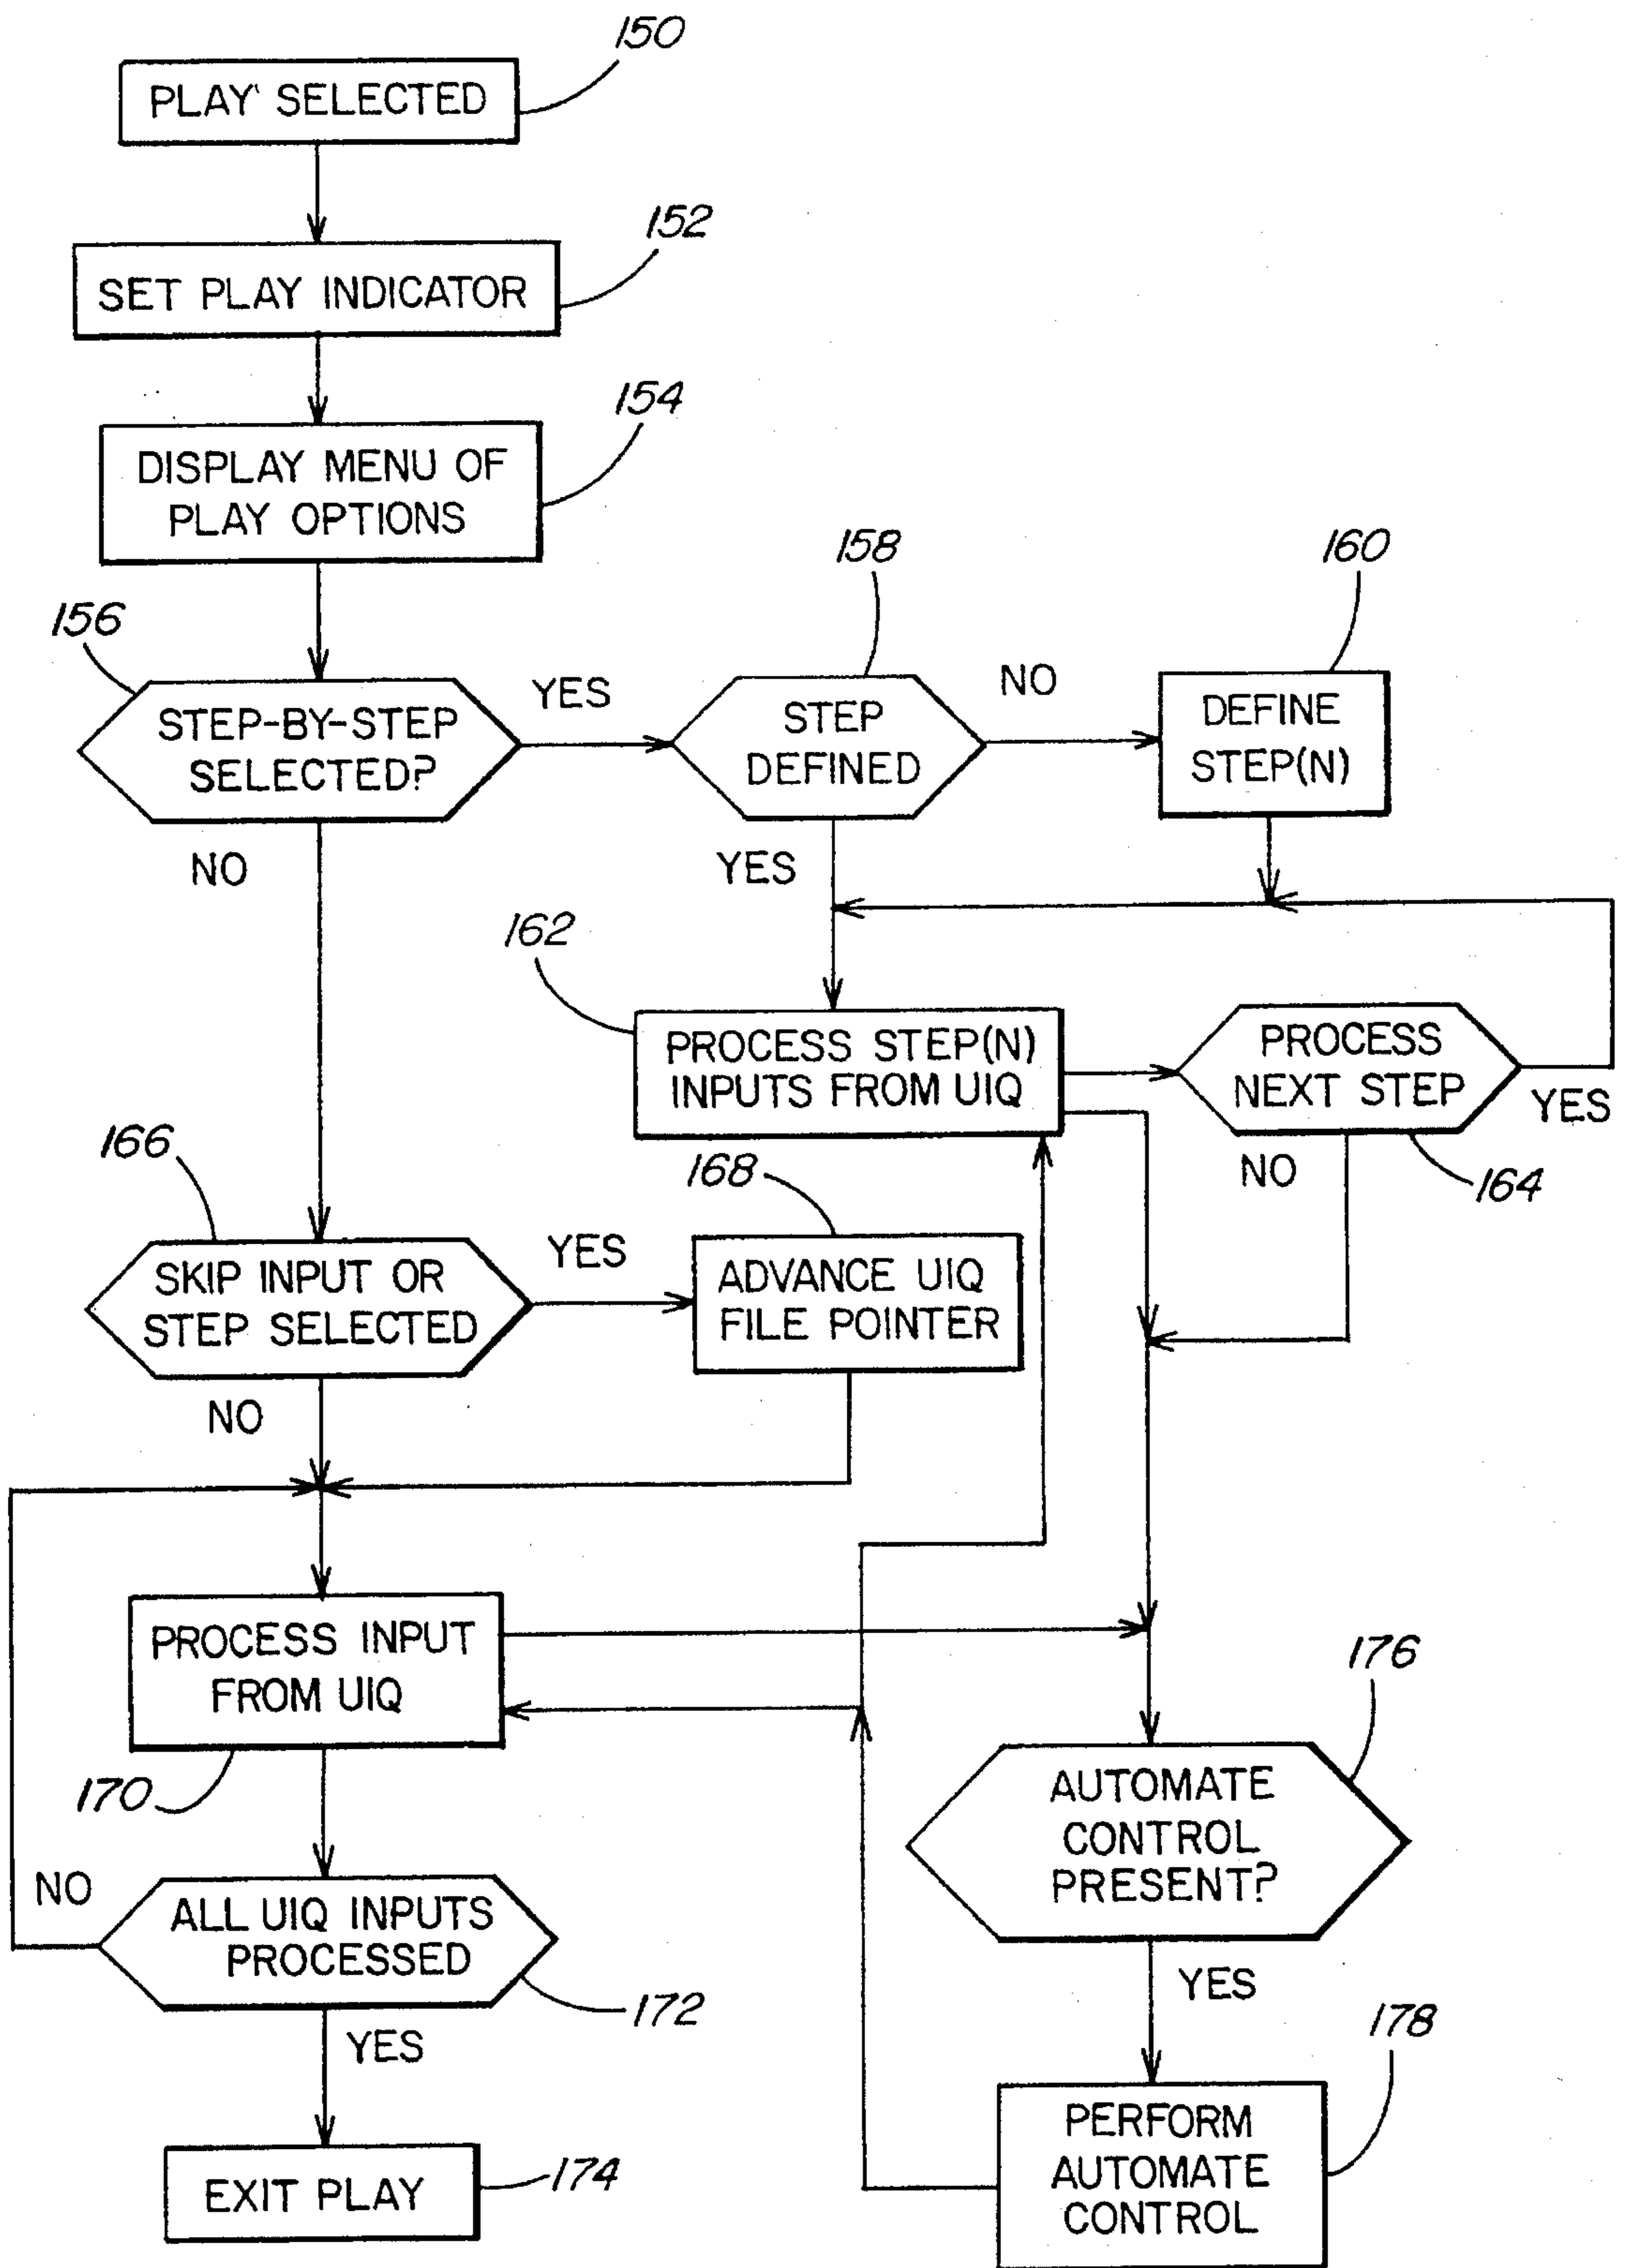 150
PLAY SELECTED
152
SET PLAY INDICATOR
154
DISPLAY MENU OF
PLAY OPTIONS
156
STEP-BY-STEP
SELECTED?
YES
NO
158
STEP
DEFINED
NO
YES
160
DEFINE
STEP(N)
162
PROCESS STEP(N)
INPUTS FROM UIQ
PROCESS
NEXT STEP
YES
NO
164
166
SKIP INPUT OR
STEP SELECTED
YES
NO
168
ADVANCE UIQ
FILE POINTER
PROCESS INPUT
FROM UIQ
170
NO
ALL UIQ INPUTS
PROCESSED
172
YES
EXIT PLAY
174
176
AUTOMATE
CONTROL
PRESENT?
YES
178
PERFORM
AUTOMATE
CONTROL